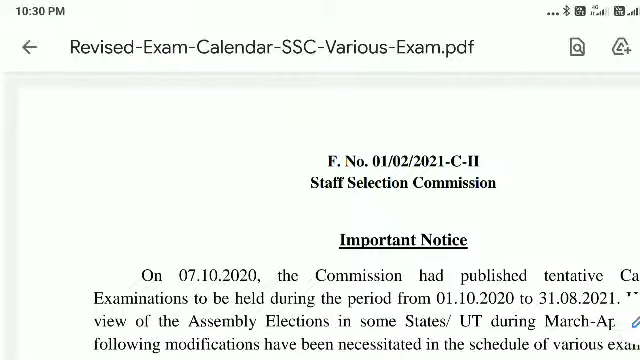 10:30 PM
4G
Revised-Exam-Calendar-SSC-Various-Exam.pdf
F. No. 01/02/2021-C-II
Staff Selection Commission
Important Notice
On 07.10.2020, the Commission had published tentative Ca
Examinations to be held during the period from 01.10.2020 to 31.08.2021.
view of the Assembly Elections in some States/ UT during March-Ap
following modifications have been necessitated in the schedule of various exam